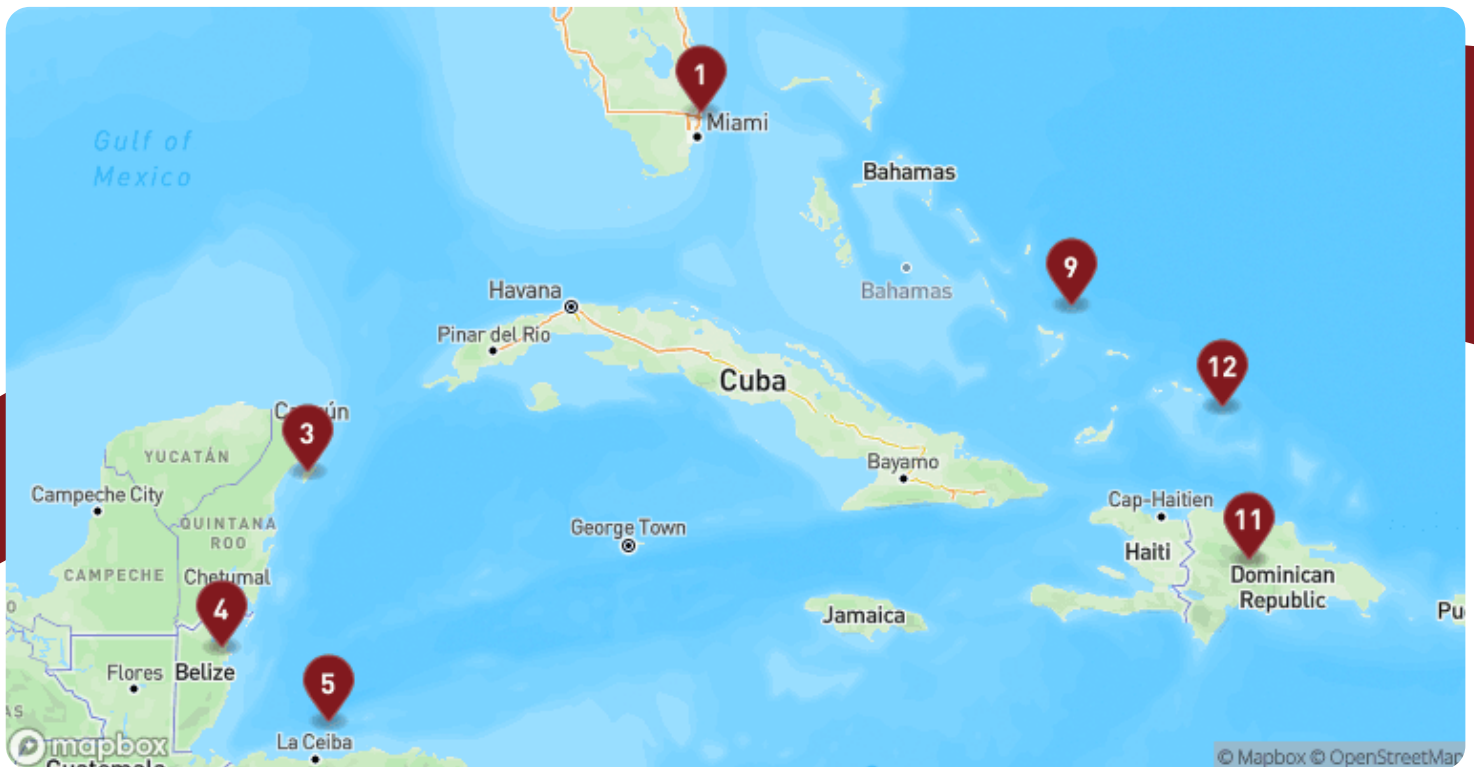 1
Miami
Gulf of
Mexico
Bahamas
9
Bahamas
Havana
Pinar del Rio
12
Cuba
3
YUCATÁN
Bayamo
Campeche City
Cap-Haitien
11
QUINTANA
ROO
George Town
Haiti
CAMPECHE
Chetumal
Dominican
Republic
4
Jamaica
Pu
Flores
Belize
5
AS
La Ceiba
mapbox
© Mapbox © OpenStreetMap